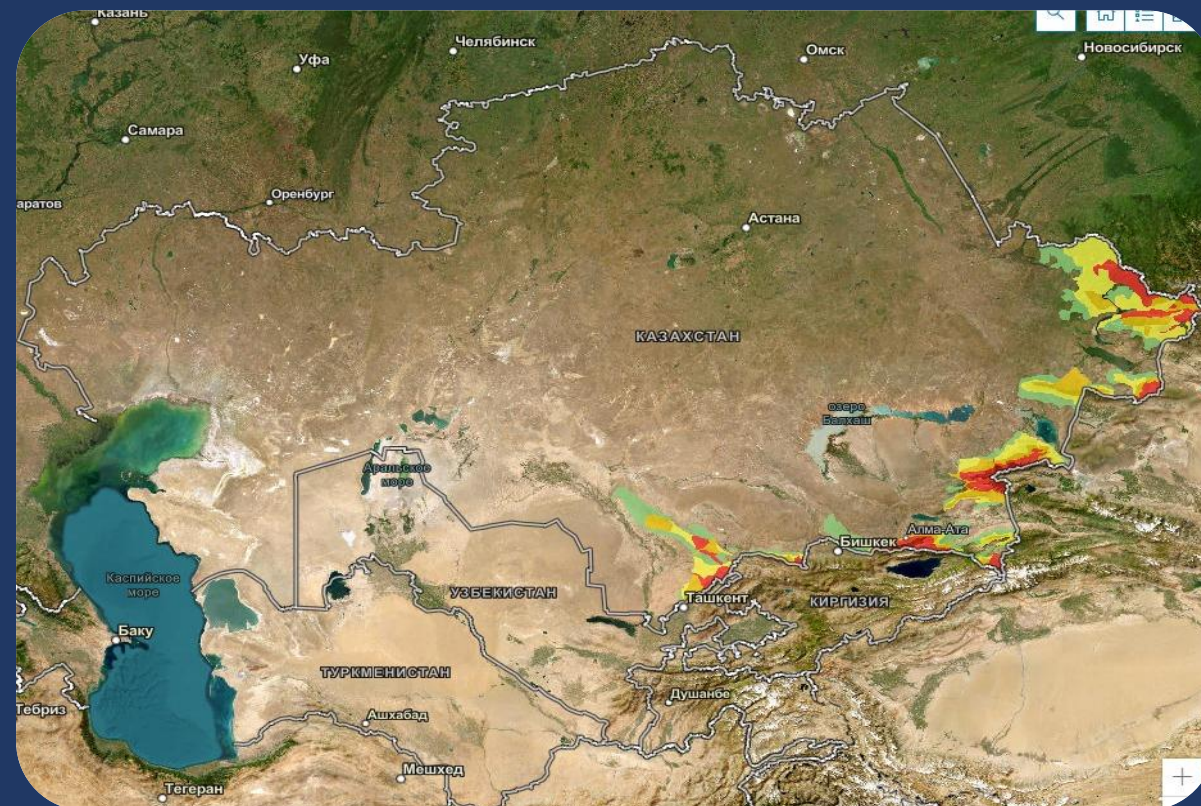 Казань
Челябинск
Омск
Новосибирск
Уфа
Самара
Оренбург
аратов
Астана
КАЗАХСТАН
озеро
Балхаш
Аральское
море
Алма-Ата
Бишкек
Каспийское
море
УЗБЕКИСТАН
Ташкент
КИРГИЗИЯ
Баку
ТУРКМЕНИСТАН
Душанбе
Тебриз
Ашхабад
Мешхед
Тегеран